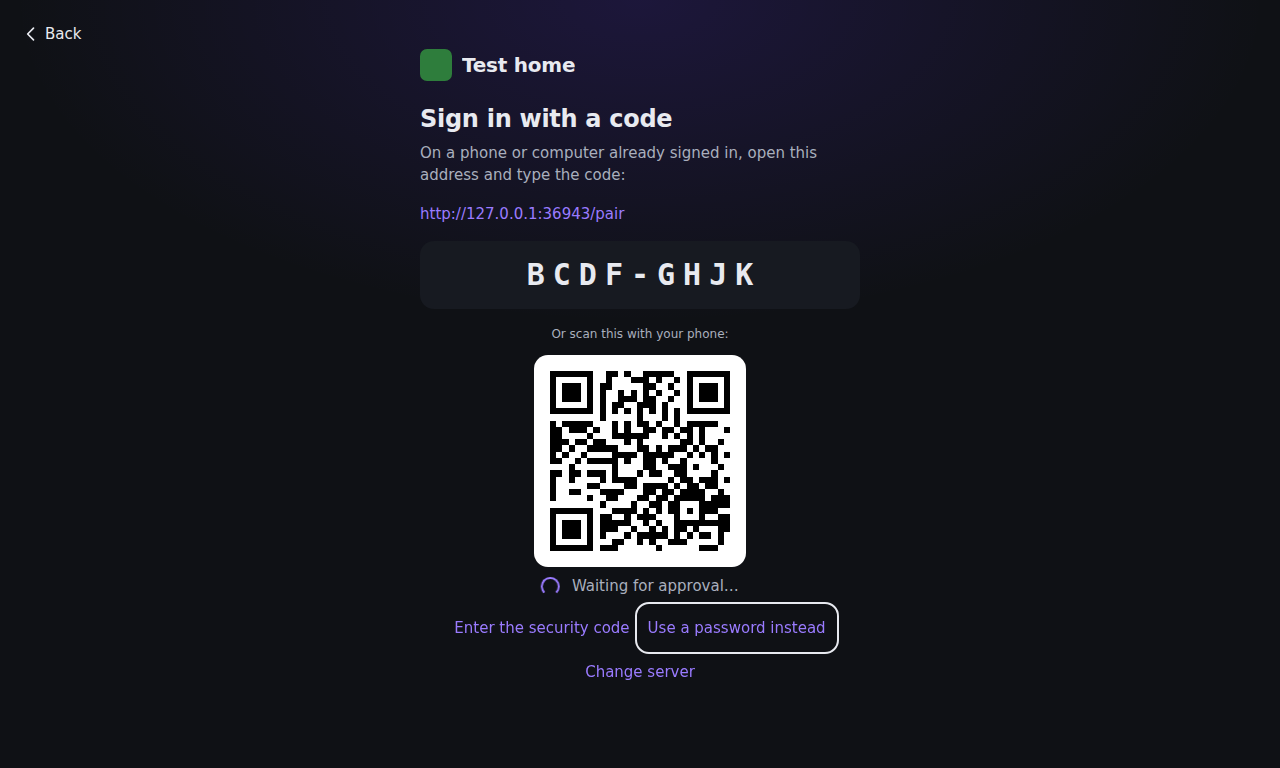 Back
Test home
Sign in with a code
On a phone or computer already signed in, open this
address and type the code:
http://127.0.0.1:36943/pair
BCDF-GHJK
Or scan this with your phone:
Waiting for approval...
Enter the security code
Use a password instead
Change server